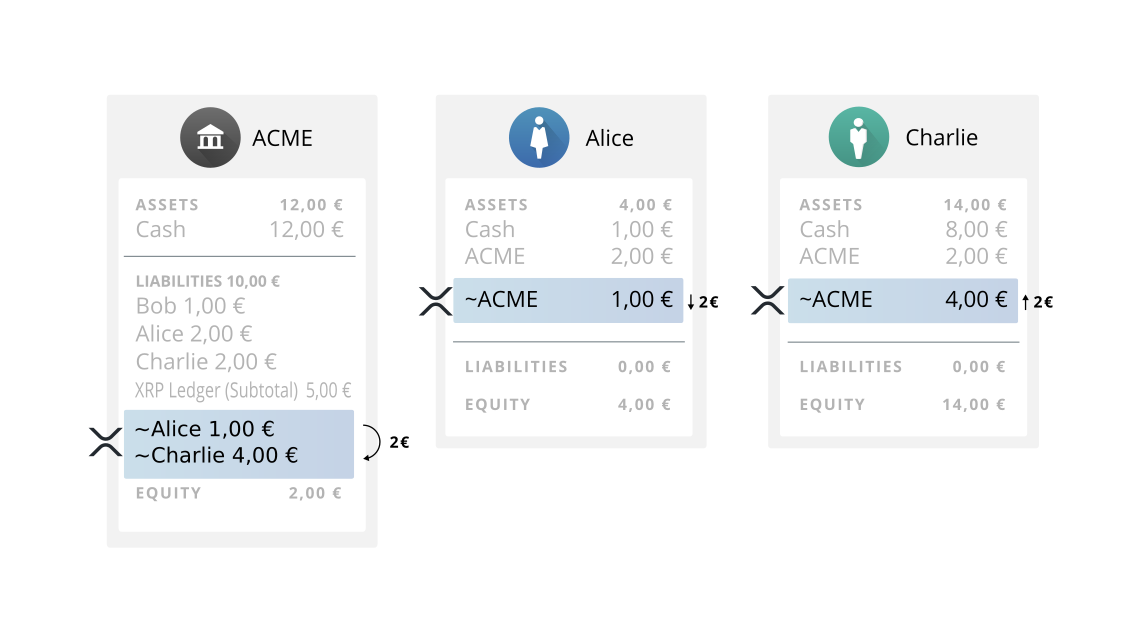 ACME
ASSETS 12,00 €
Cash 12,00 €
LIABILITIES 10,00 €
Bob 1,00 €
Alice 2,00 €
Charlie 2,00 €
XRP Ledger (Subtotal) 5,00 €
~Alice 1,00 €
~Charlie 4,00 €
2€
EQUITY 2,00 €
Alice
ASSETS 4,00 €
Cash 1,00 €
ACME 2,00 €
~ACME 1,00 €
↓2€
LIABILITIES 0,00 €
EQUITY 4,00 €
Charlie
ASSETS 14,00 €
Cash 8,00 €
ACME 2,00 €
~ACME 4,00 €
↑2€
LIABILITIES 0,00 €
EQUITY 14,00 €